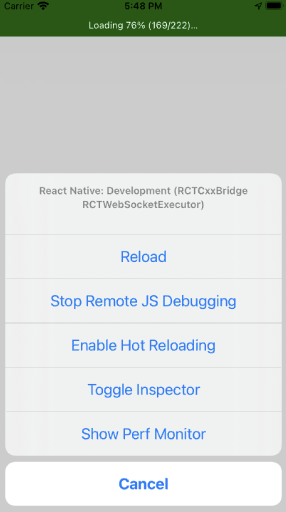 Carrier 5:48 PM
Loading 76% (169/222)...
React Native: Development (RCTCxxBridge
RCTWebSocketExecutor)
Reload
Stop Remote JS Debugging
Enable Hot Reloading
Toggle Inspector
Show Perf Monitor
Cancel